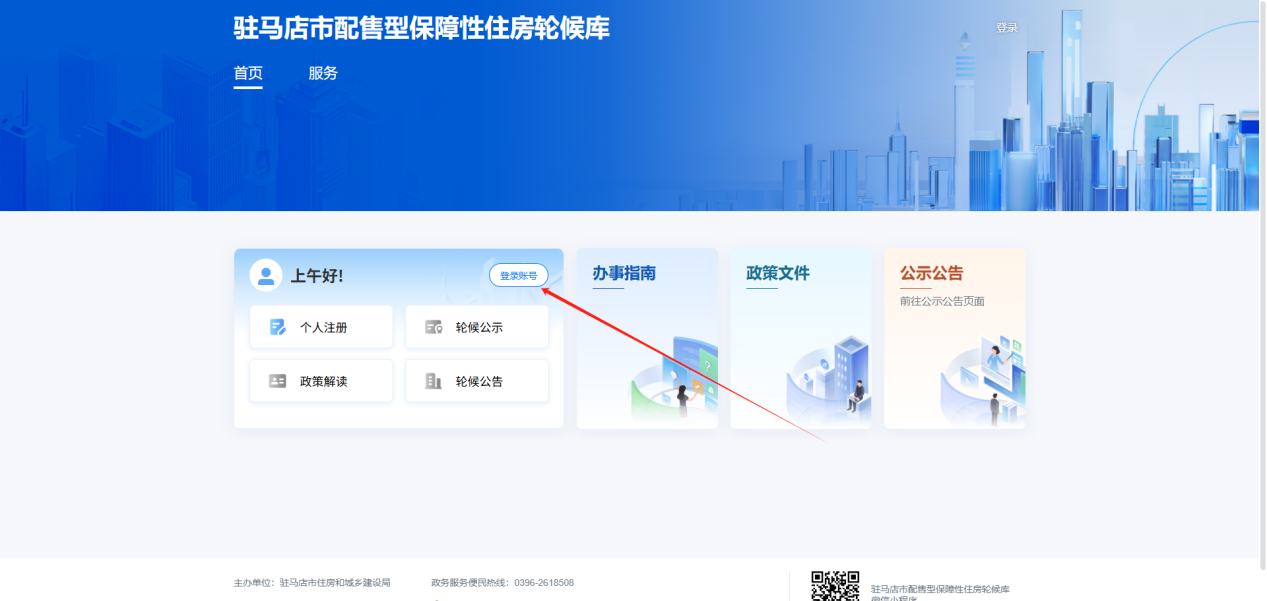 驻马店市配售型保障性住房轮候库
登录
首页 服务
上午好!
登录账号
个人注册
轮候公示
政策解读
轮候公告
办事指南
政策文件
公示公告
前往公示公告页面
主办单位：驻马店市住房和城乡建设局
政务服务便民热线：0396-2618508
驻马店市配售型保障性住房轮候库
微信小程序